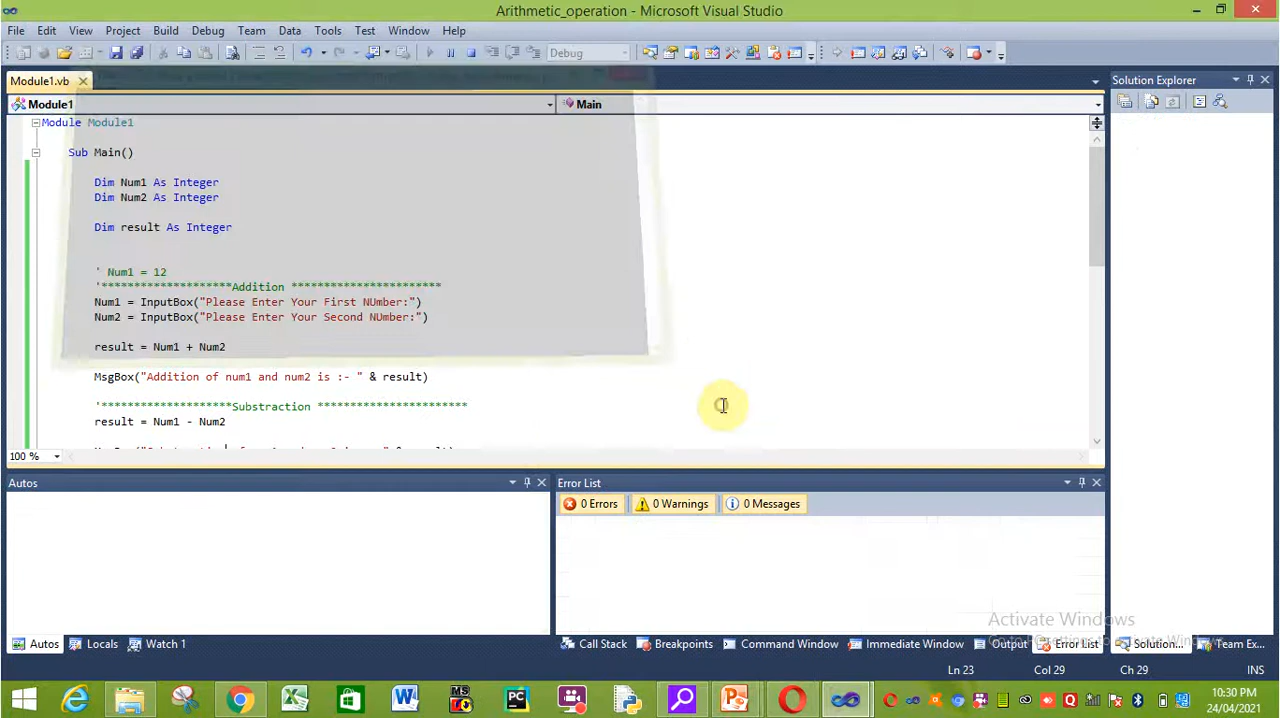 Arithmetic_operation - Microsoft Visual Studio
File Edit View Project Build Debug Team Data Tools Test Window Help
Debug
Module1.vb
Solution Explorer
Module1
Main
Module Module1
Sub Main()
Dim Num1 As Integer
Dim Num2 As Integer
Dim result As Integer
' Num1 = 12
'********************Addition ***********************
Num1 = InputBox("Please Enter Your First NUmber:")
Num2 = InputBox("Please Enter Your Second NUmber:")
result = Num1 + Num2
MsgBox("Addition of num1 and num2 is :- " & result)
'********************Substraction ***********************
result = Num1 - Num2
100 %
Autos
Error List
0 Errors
0 Warnings
0 Messages
Activate Windows
Autos Locals Watch 1
Call Stack Breakpoints Command Window Immediate Window Output Error List Solution... Team Ex...
Ln 23 Col 29 Ch 29 INS
10:30 PM
24/04/2021